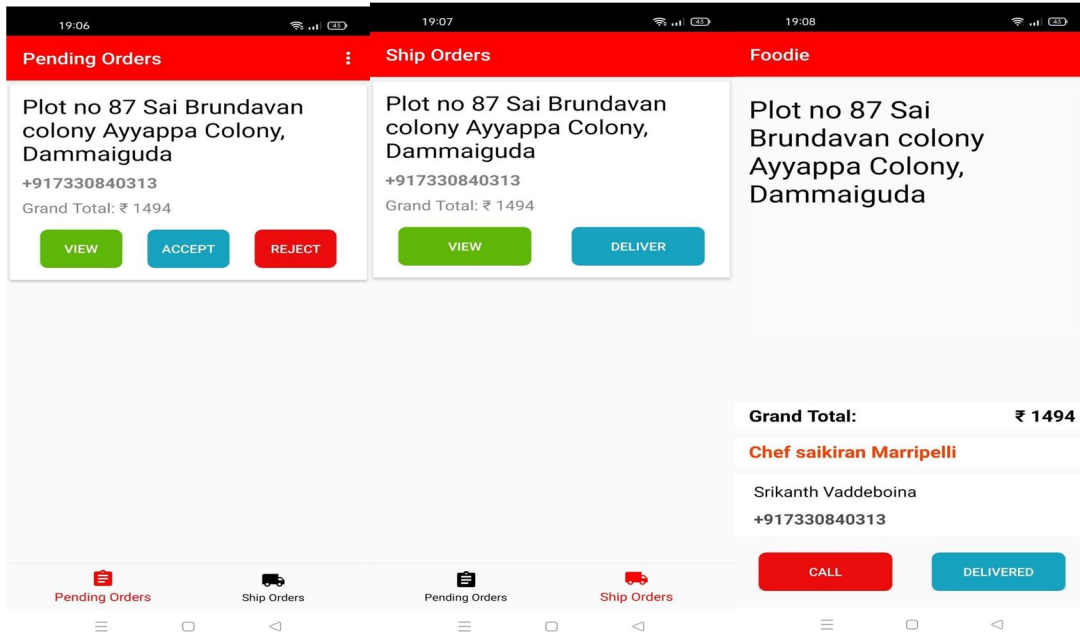 19:06
45
Pending Orders
Plot no 87 Sai Brundavan
colony Ayyappa Colony,
Dammaiguda
+917330840313
Grand Total: ₹ 1494
VIEW
ACCEPT
REJECT
Pending Orders
Ship Orders
19:07
45
Ship Orders
Plot no 87 Sai Brundavan
colony Ayyappa Colony,
Dammaiguda
+917330840313
Grand Total: ₹ 1494
VIEW
DELIVER
Pending Orders
Ship Orders
19:08
45
Foodie
Plot no 87 Sai
Brundavan colony
Ayyappa Colony,
Dammaiguda
Grand Total: ₹ 1494
Chef saikiran Marripelli
Srikanth Vaddeboina
+917330840313
CALL
DELIVERED